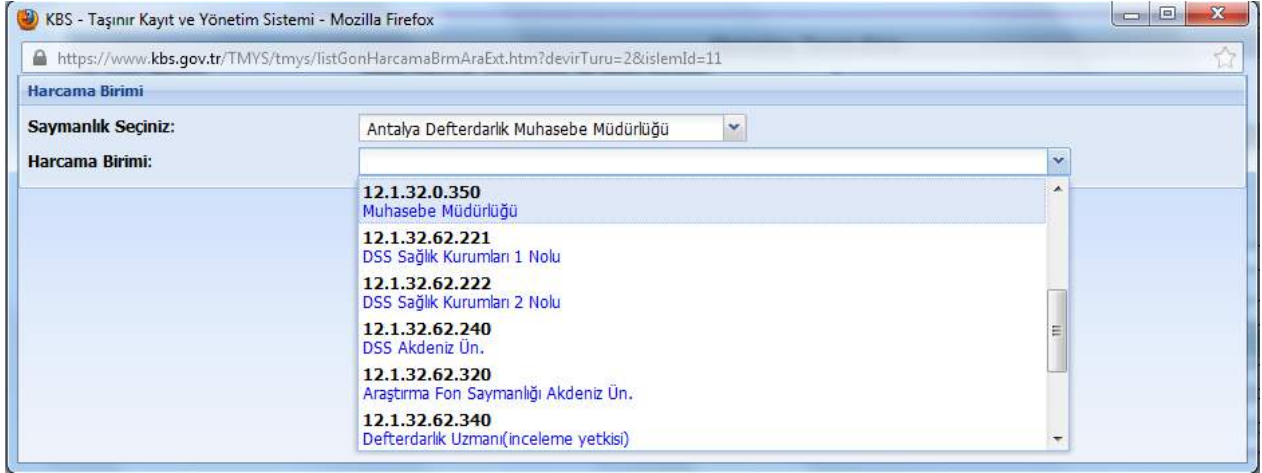 KBS - Taşınır Kayıt ve Yönetim Sistemi - Mozilla Firefox
https://www.kbs.gov.tr/TMYS/tmys/listGonHarcamaBrmAraExt.htm?devirTuru=2&islemId=11
Harcama Birimi
Saymanlık Seçiniz: Antalya Defterdarlık Muhasebe Müdürlüğü
Harcama Birimi:
12.1.32.0.350
Muhasebe Müdürlüğü
12.1.32.62.221
DSS Sağlık Kurumları 1 Nolu
12.1.32.62.222
DSS Sağlık Kurumları 2 Nolu
12.1.32.62.240
DSS Akdeniz Ün.
12.1.32.62.320
Araştırma Fon Saymanlığı Akdeniz Ün.
12.1.32.62.340
Defterdarlık Uzmanı(inceleme yetkisi)